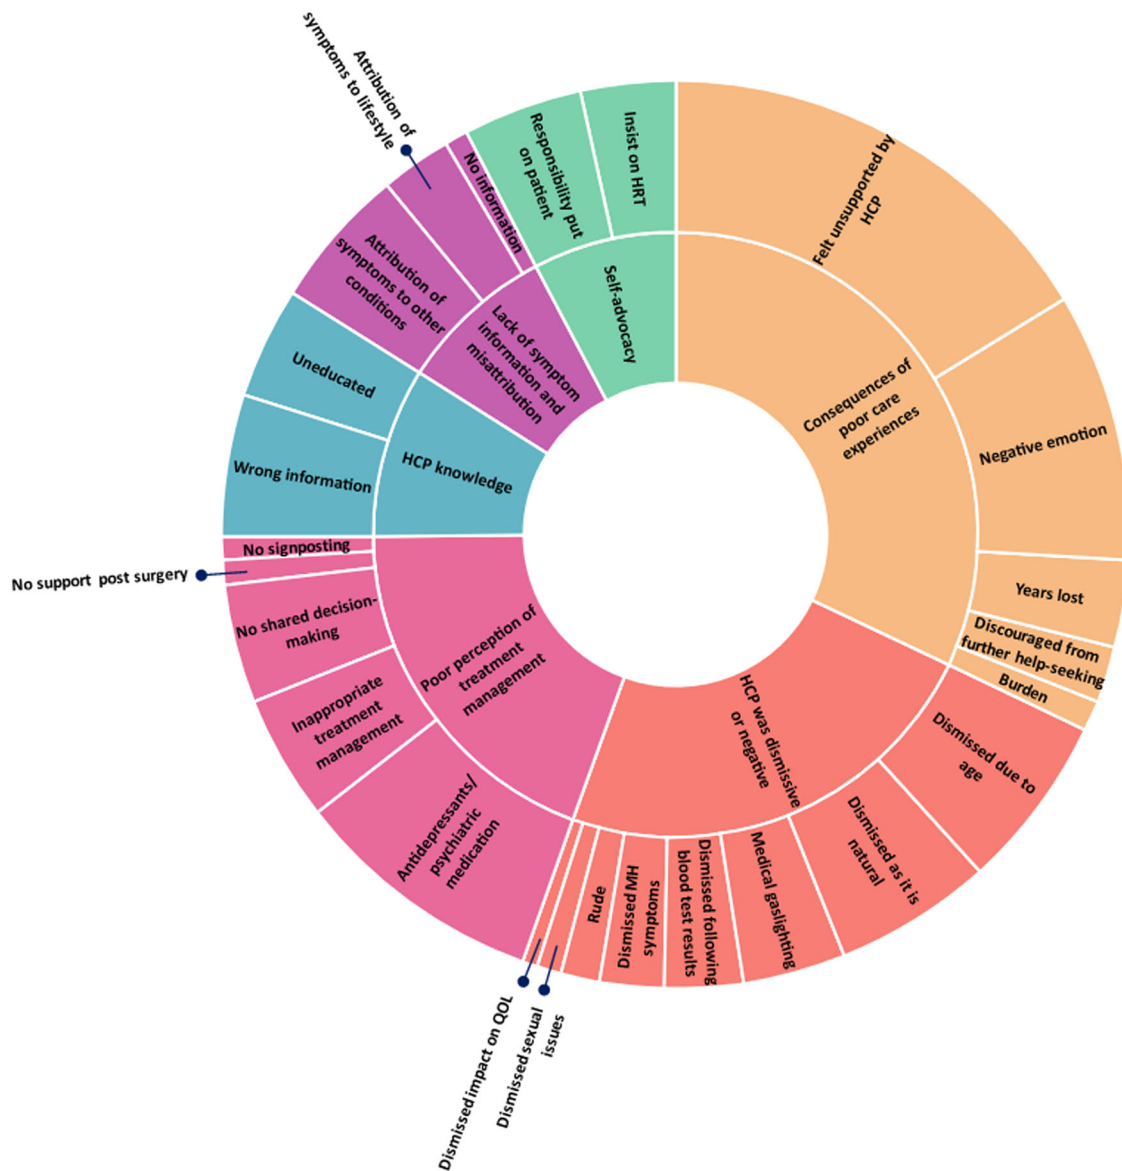 Attribution of
symptoms to lifestyle
No information
Responsibility put
on patient
Insist on HRT
Felt unsupported by
HCP
Attribution of
symptoms to other
conditions
Lack of symptom
information and
misattribution
Self-advocacy
Consequences of
poor care
experiences
Negative emotion
Uneducated
HCP knowledge
Wrong information
No signposting
No support post surgery
No shared decision-
making
Poor perception of
treatment
management
Years lost
Discouraged from
further help-seeking
Burden
HCP was dismissive
or negative
Inappropriate
treatment
management
Antidepressants/
psychiatric
medication
Dismissed due to
age
Dismissed as it is
natural
Medical gaslighting
Dismissed following
blood test results
Dismissed MH
symptoms
Rude
Dismissed impact on QOL
Dismissed sexual
issues